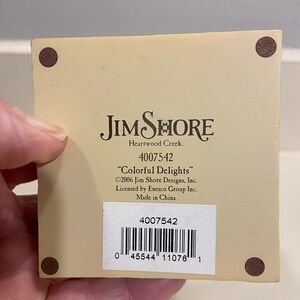 JIM SHORE
Heartwood Creek.
4007542
"Colorful Delights"
©2006 Jim Shore Designs, Inc.
Licensed by Enesco Group Inc.
Made in China
4007542
0 45544 11076 1